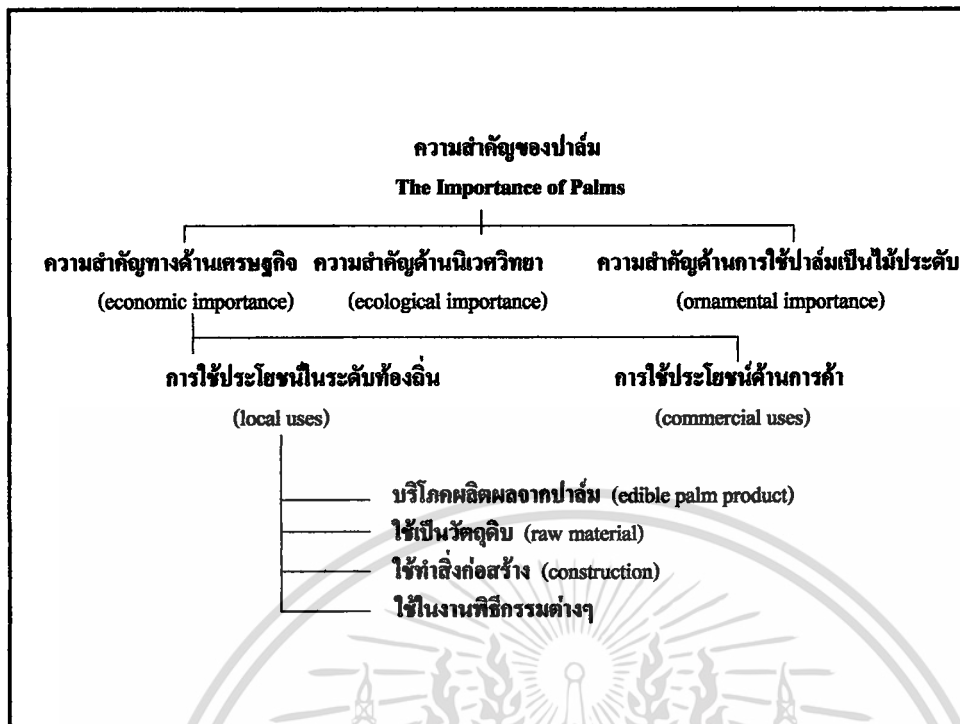 ความสำคัญของปาล์ม
The Importance of Palms
ความสำคัญทางด้านเศรษฐกิจ ความสำคัญด้านนิเวศวิทยา ความสำคัญด้านการใช้ปาล์มเป็นไม้ประดับ
(economic importance) (ecological importance) (ornamental importance)
การใช้ประโยชน์ในระดับท้องถิ่น การใช้ประโยชน์ด้านการค้า
(local uses) (commercial uses)
บริโภคผลิตผลจากปาล์ม (edible palm product)
ใช้เป็นวัตถุดิบ (raw material)
ใช้ทำสิ่งก่อสร้าง (construction)
ใช้ในงานพิธีกรรมต่างๆ